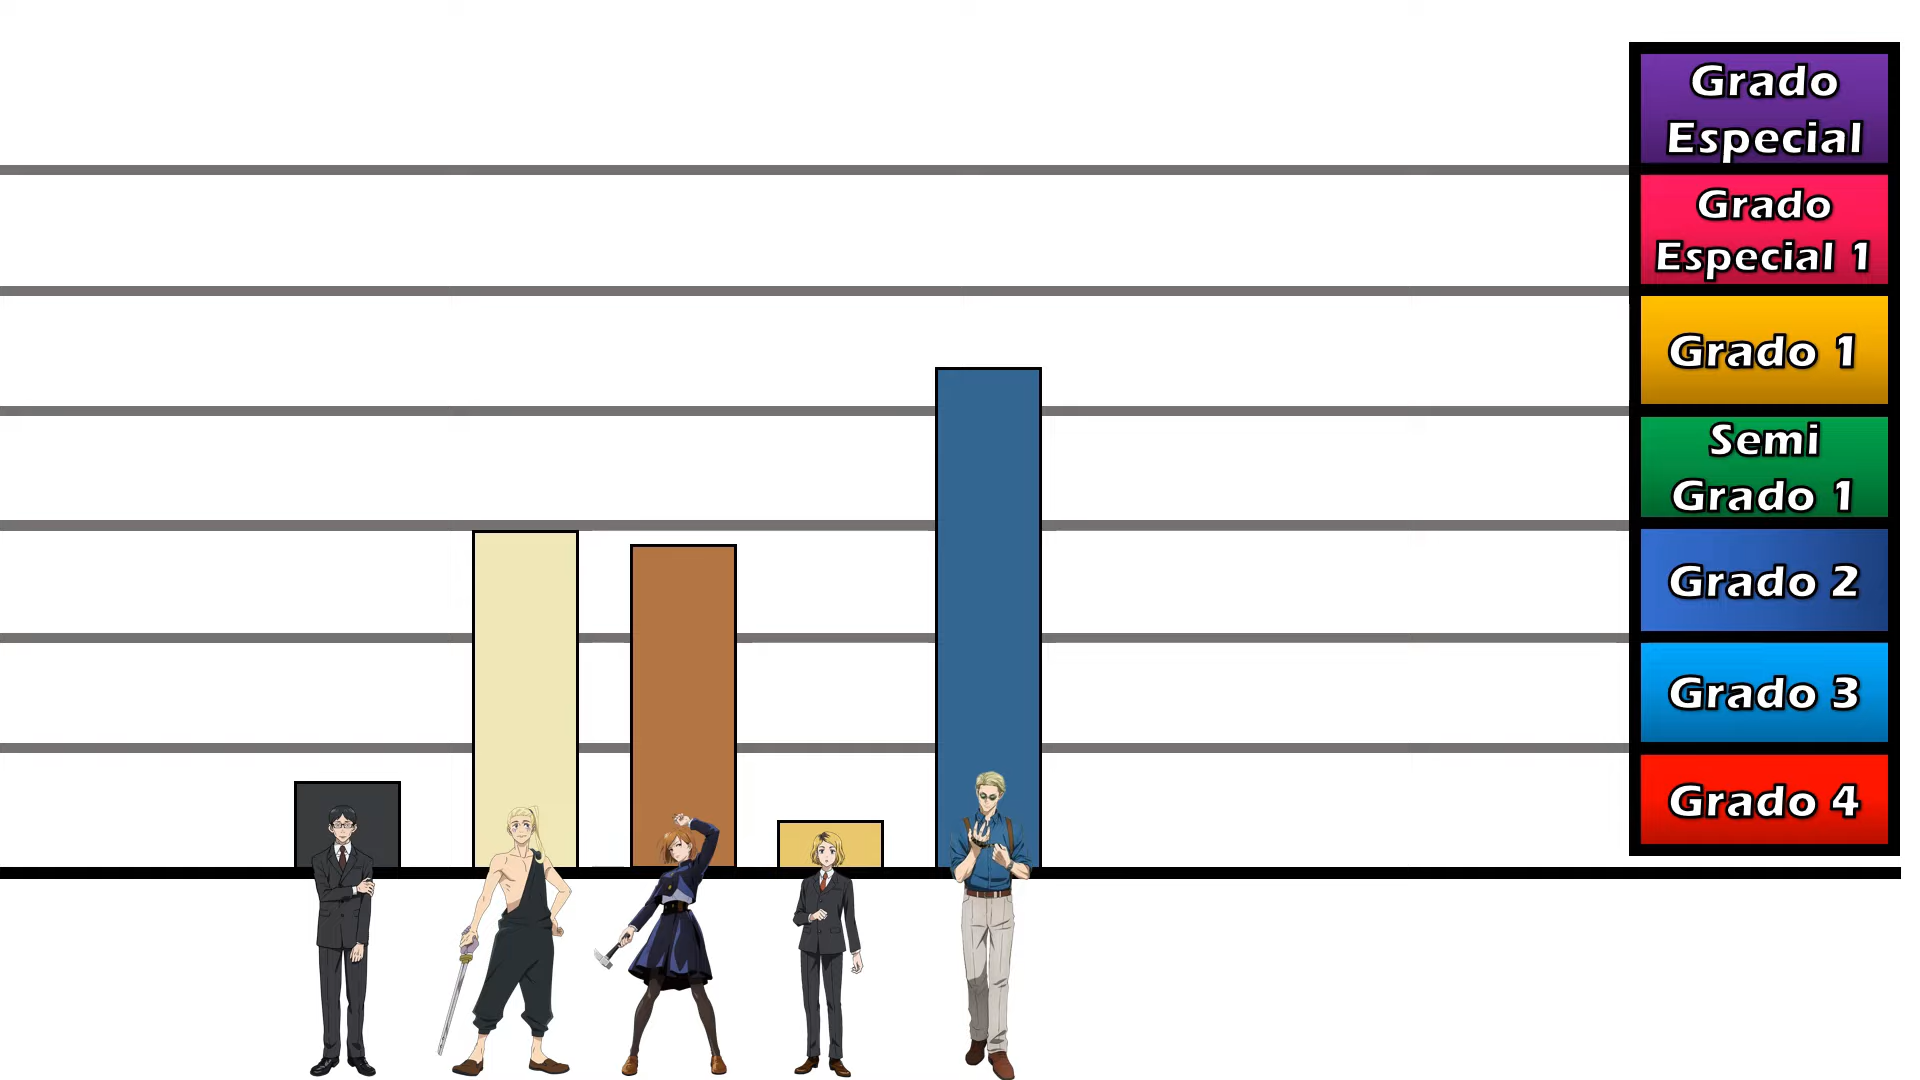 Grado
Especial
Grado
Especial 1
Grado 1
Semi
Grado 1
Grado 2
Grado 3
Grado 4